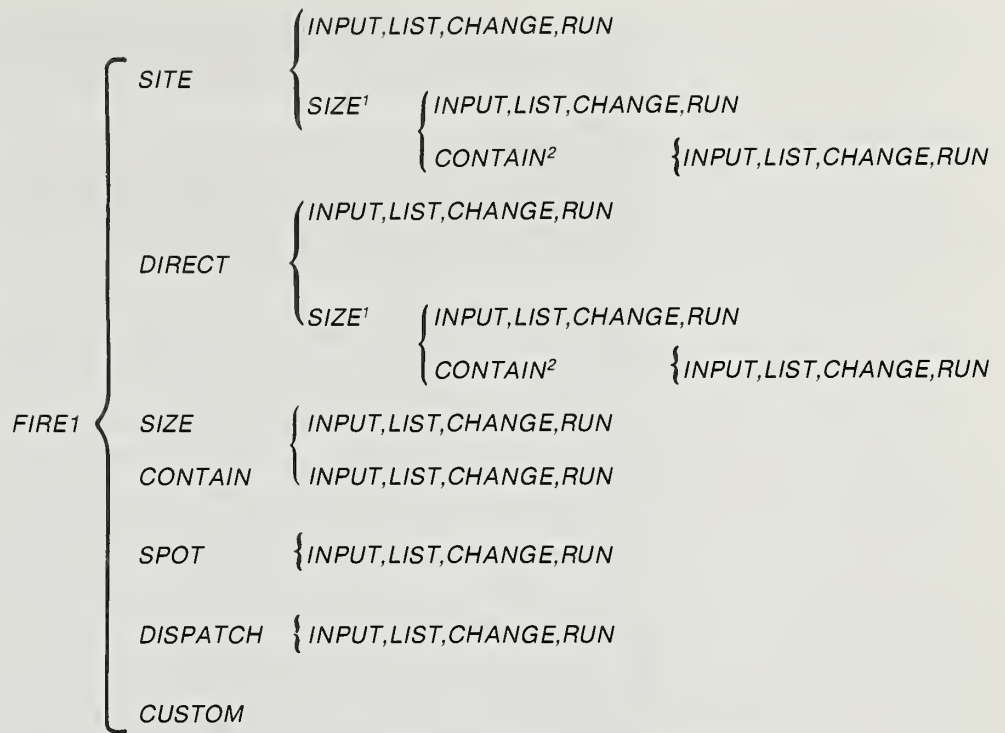 INPUT,LIST,CHANGE,RUN
SITE
SIZE¹ INPUT,LIST,CHANGE,RUN
CONTAIN² INPUT,LIST,CHANGE,RUN
INPUT,LIST,CHANGE,RUN
DIRECT
SIZE¹ INPUT,LIST,CHANGE,RUN
CONTAIN² INPUT,LIST,CHANGE,RUN
FIRE1 SIZE INPUT,LIST,CHANGE,RUN
CONTAIN INPUT,LIST,CHANGE,RUN
SPOT INPUT,LIST,CHANGE,RUN
DISPATCH INPUT,LIST,CHANGE,RUN
CUSTOM